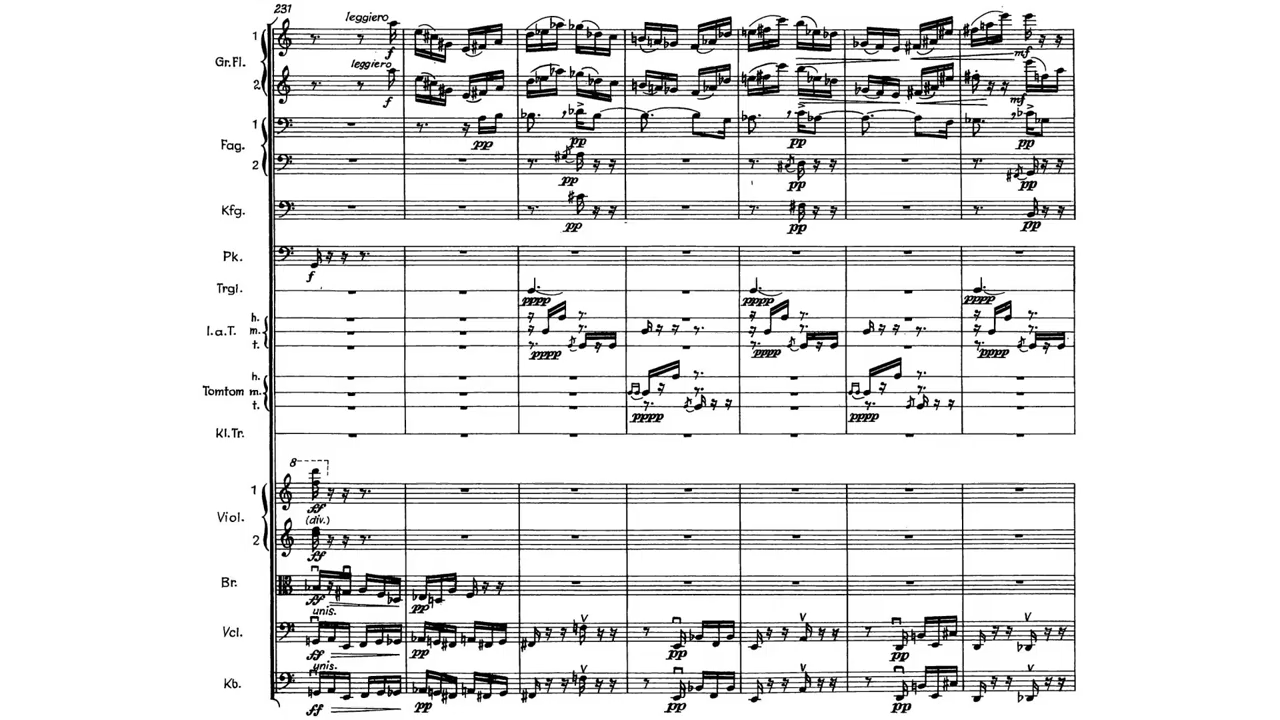 231
leggiero
1
f
Gr.Fl.
leggiero
2
f
mf
mf
1
pp
pp
pp
pp
Fag.
2
pp
pp
pp
Kfg.
pp
pp
pp
Pk.
f
Trgl.
pppp
pppp
pppp
h.
I.a.T. m.
t.
pppp
pppp
pppp
h.
Tomtom m.
t.
pppp
pppp
Kl.Tr.
8
1
ff
Viol.
(div.)
2
ff
Br.
ff
pp
unis.
Vcl.
ff
pp
pp
pp
unis.
Kb.
ff
pp
pp
pp